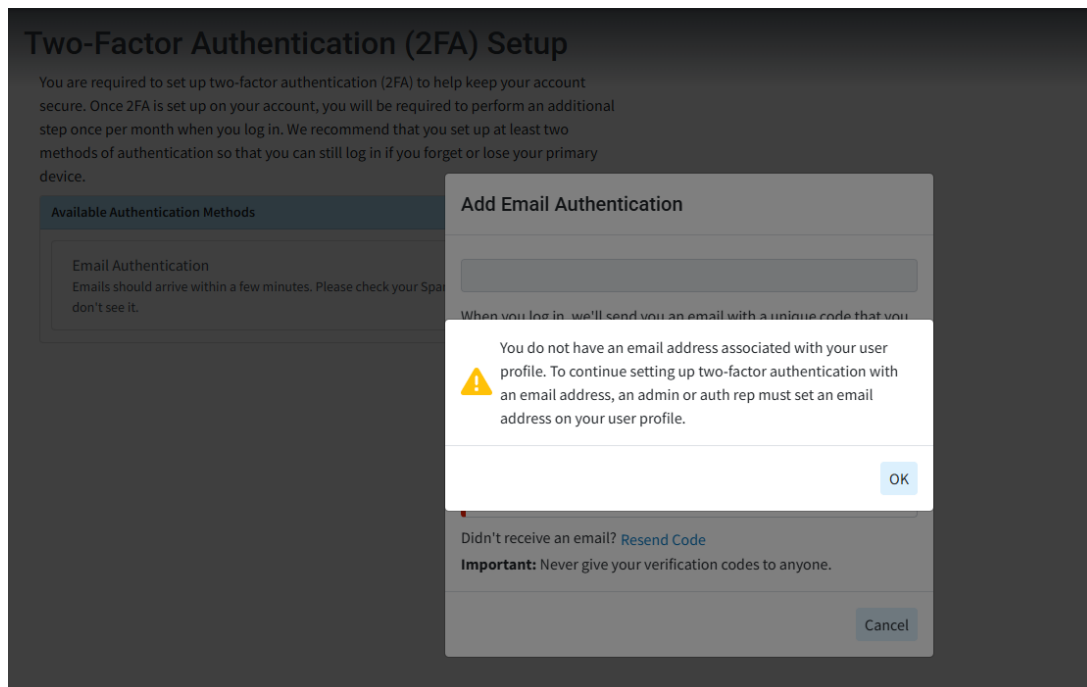 Two-Factor Authentication (2FA) Setup
You are required to set up two-factor authentication (2FA) to help keep your account
secure. Once 2FA is set up on your account, you will be required to perform an additional
step once per month when you log in. We recommend that you set up at least two
methods of authentication so that you can still log in if you forget or lose your primary
device.
Available Authentication Methods
Email Authentication
Emails should arrive within a few minutes. Please check your
don't see it.
Add Email Authentication
When you log in, we'll send you an email with a unique code that you
You do not have an email address associated with your user
profile. To continue setting up two-factor authentication with
an email address, an admin or auth rep must set an email
address on your user profile.
OK
Didn't receive an email? Resend Code
Important: Never give your verification codes to anyone.
Cancel